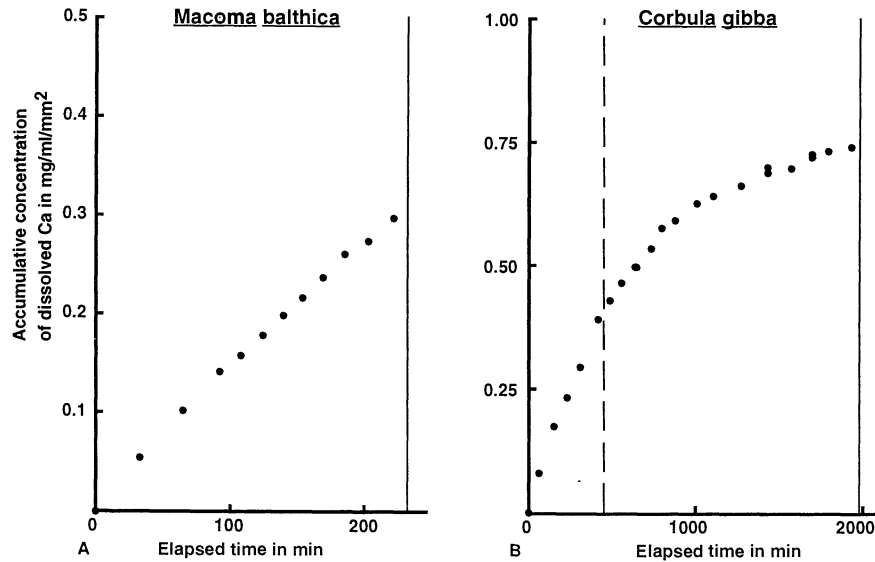 Macoma balthica
Accumulative concentration
of dissolved Ca in mg/ml/mm²
0.5
0.4
0.3
0.2
0.1
0
100
200
A
Elapsed time in min
Corbula gibba
1.00
0.75
0.50
0.25
0
1000
2000
B
Elapsed time in min